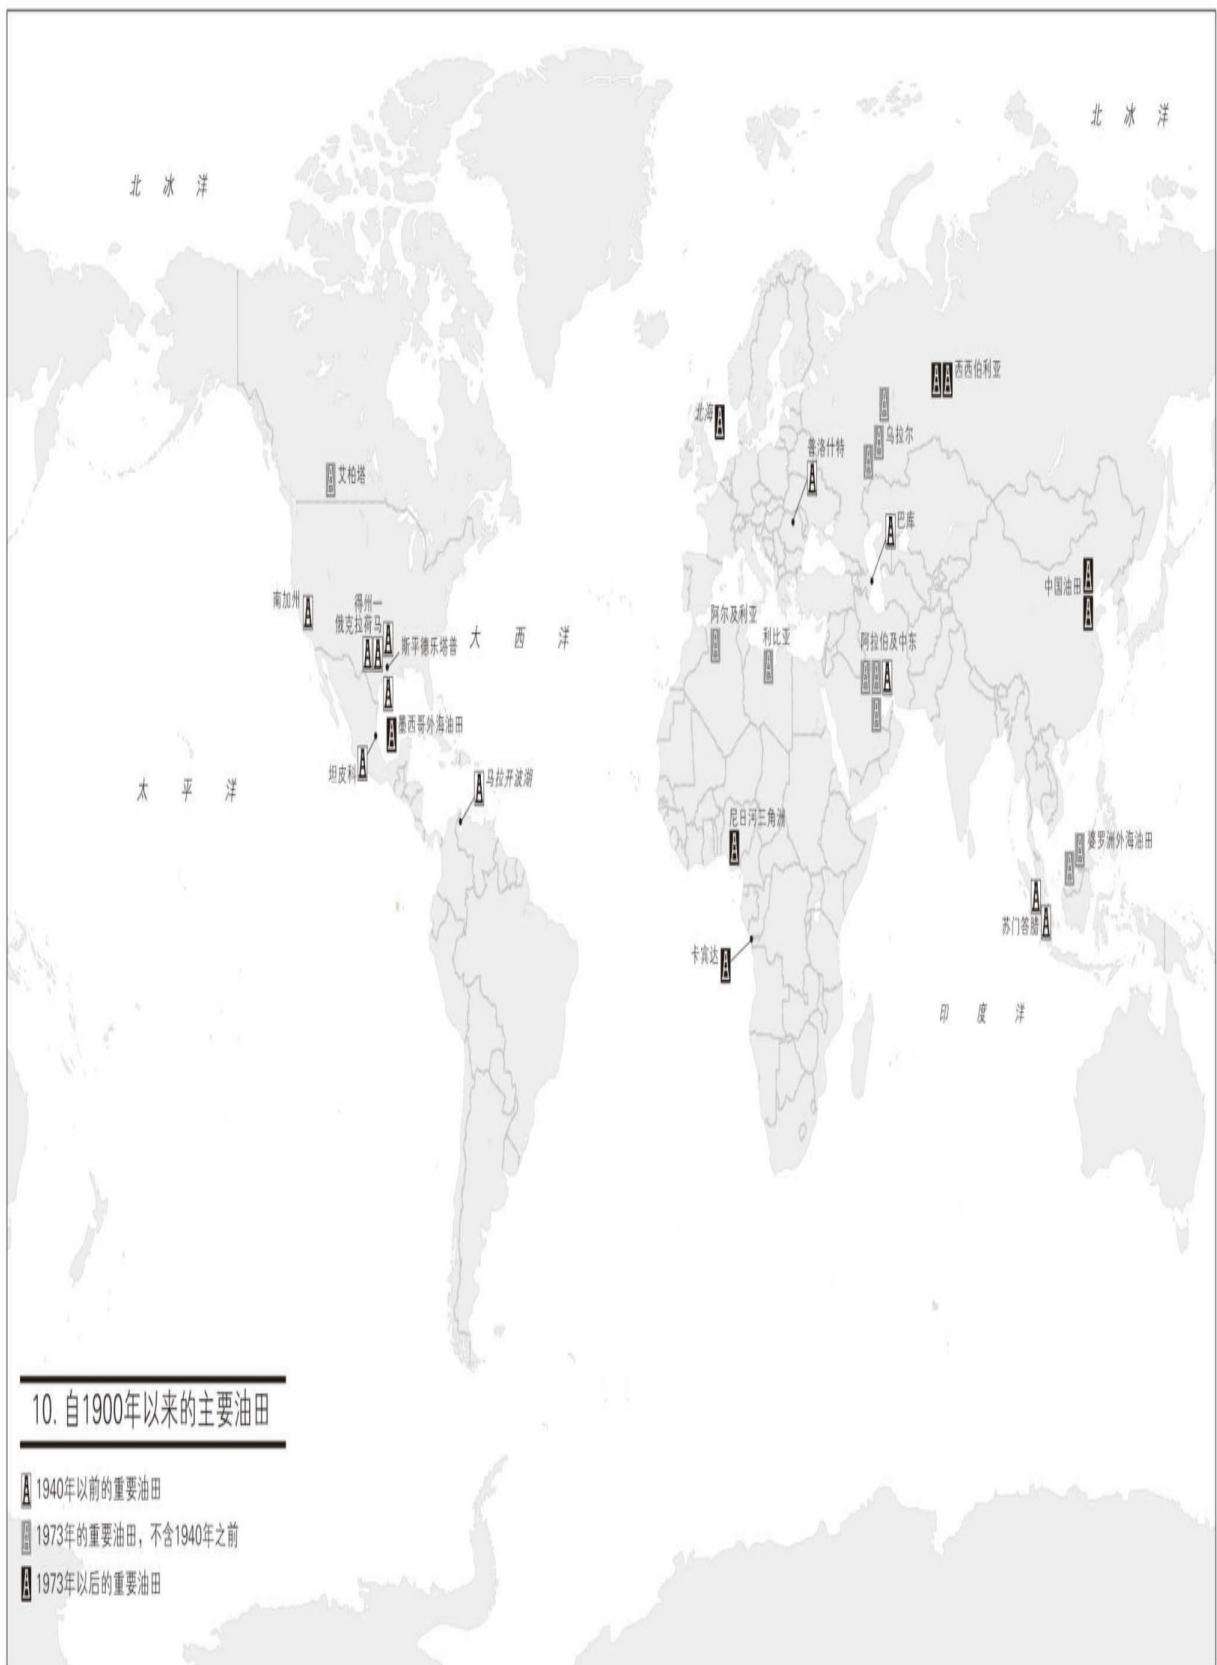 北冰洋
北冰洋
西西伯利亚
北海
乌拉尔
普洛什特
艾柏塔
巴库
中国油田
南加州
得州—
俄克拉荷马
斯平德乐塔普
大西洋
阿尔及利亚
利比亚
阿拉伯及中东
墨西哥外海油田
坦皮科
马拉开波湖
太平洋
尼日河三角洲
婆罗洲外海油田
苏门答腊
卡宾达
印度洋
10. 自1900年以来的主要油田
1940年以前的重要油田
1973年的重要油田，不含1940年之前
1973年以后的重要油田